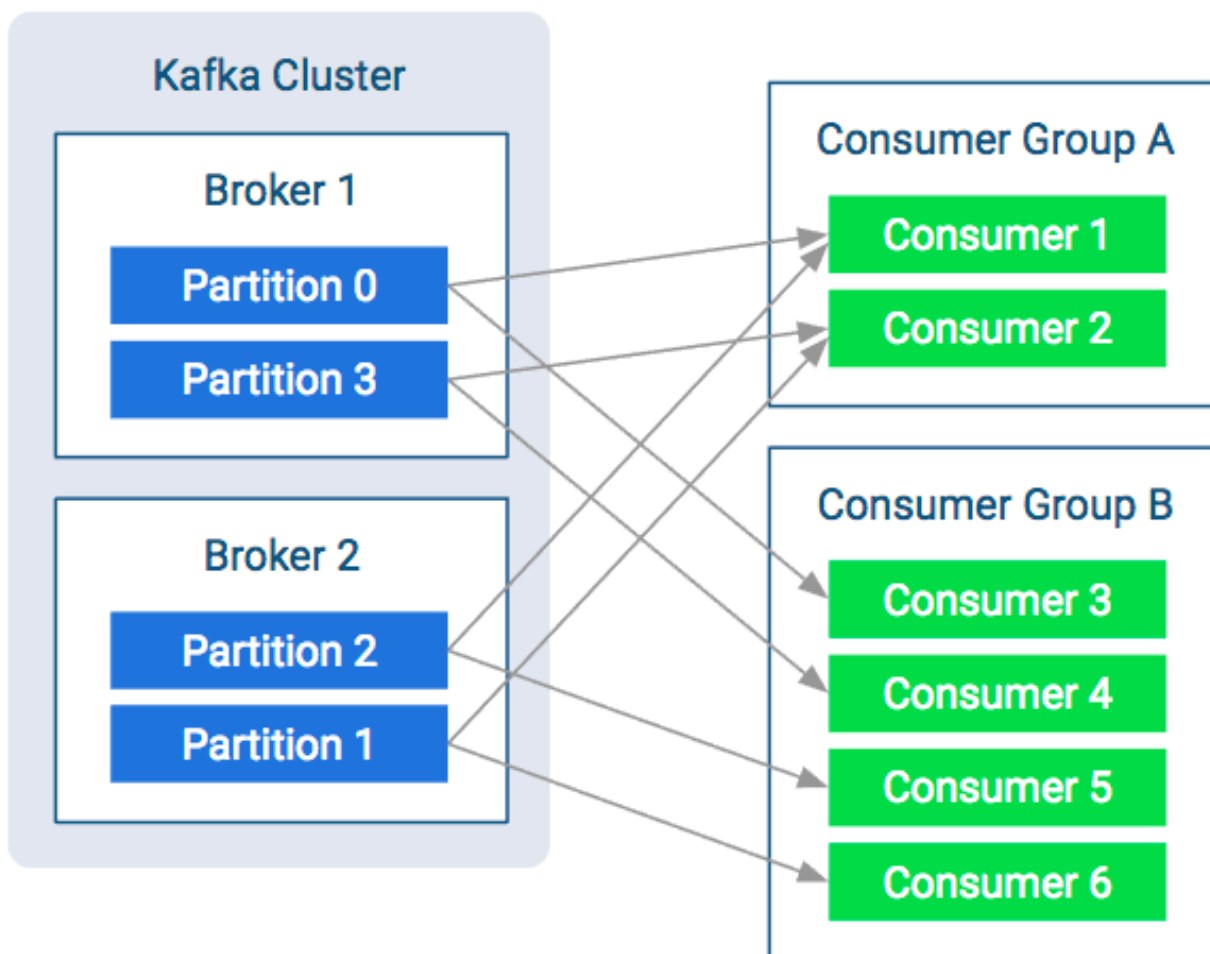 Kafka Cluster
Broker 1
Partition 0
Partition 3
Broker 2
Partition 2
Partition 1
Consumer Group A
Consumer 1
Consumer 2
Consumer Group B
Consumer 3
Consumer 4
Consumer 5
Consumer 6